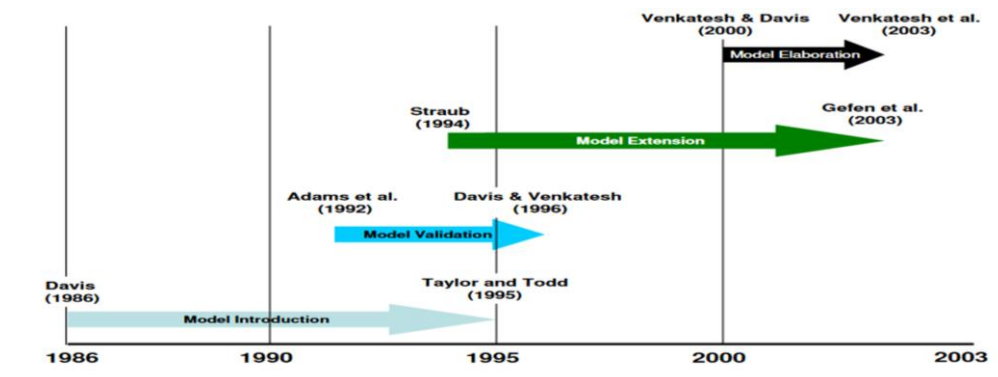 Venkatesh & Davis
(2000)
Venkatesh et al.
(2003)
Model Elaboration
Straub
(1994)
Gefen et al.
(2003)
Model Extension
Adams et al.
(1992)
Davis & Venkatesh
(1996)
Model Validation
Davis
(1986)
Taylor and Todd
(1995)
Model Introduction
1986
1990
1995
2000
2003